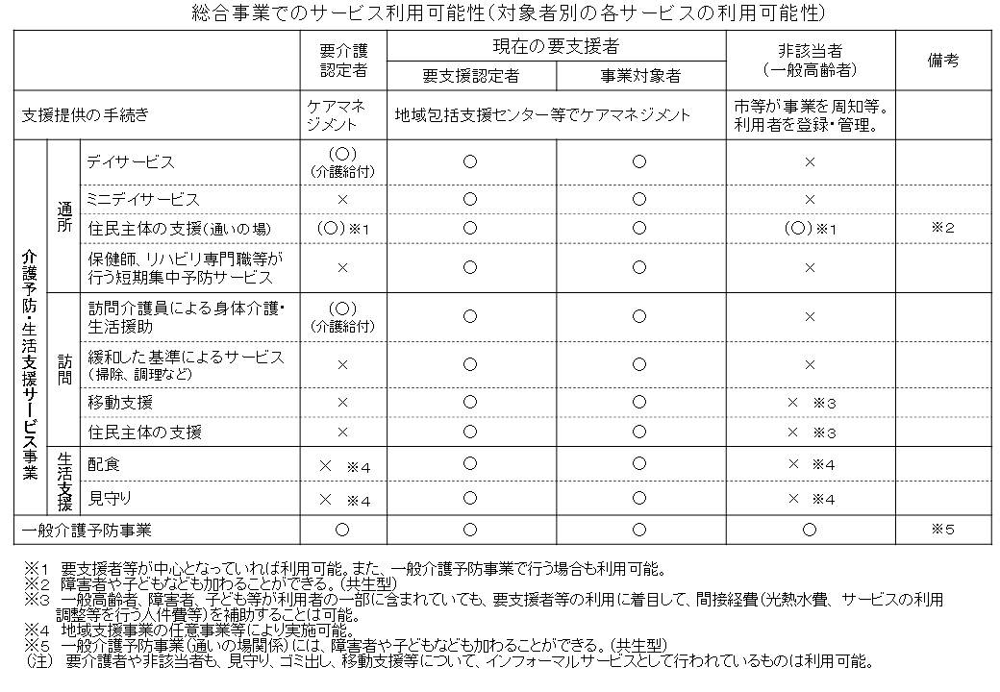 総合事業でのサービス利用可能性(対象者別の各サービスの利用可能性)
要介護
認定者
現在の要支援者
要支援認定者
事業対象者
非該当者
(一般高齢者)
備考
支援提供の手続き
ケアマネ
ジメント
地域包括支援センター等でケアマネジメント
市等が事業を周知等。
利用者を登録・管理。
介護予防・生活支援サービス事業
通所
デイサービス
(○)
(介護給付)
○
○
×
ミニデイサービス
×
○
○
×
住民主体の支援(通いの場)
(○)※1
○
○
(○)※1
※2
保健師、リハビリ専門職等が
行う短期集中予防サービス
×
○
○
×
訪問
訪問介護員による身体介護・
生活援助
(○)
(介護給付)
○
○
×
緩和した基準によるサービス
(掃除、調理など)
×
○
○
×
移動支援
×
○
○
× ※3
住民主体の支援
×
○
○
× ※3
生活支援
配食
× ※4
○
○
× ※4
見守り
× ※4
○
○
× ※4
一般介護予防事業
○
○
○
○
※5
※1 要支援者等が中心となっていれば利用可能。また、一般介護予防事業で行う場合も利用可能。
※2 障害者や子どもなども加わることができる。(共生型)
※3 一般高齢者、障害者、子ども等が利用者の一部に含まれていても、要支援者等の利用に着目して、間接経費(光熱水費、サービスの利用
調整等を行う人件費等)を補助することは可能。
※4 地域支援事業の任意事業等により実施可能。
※5 一般介護予防事業(通いの場関係)には、障害者や子どもなども加わることができる。(共生型)
(注) 要介護者や非該当者も、見守り、ゴミ出し、移動支援等について、インフォーマルサービスとして行われているものは利用可能。